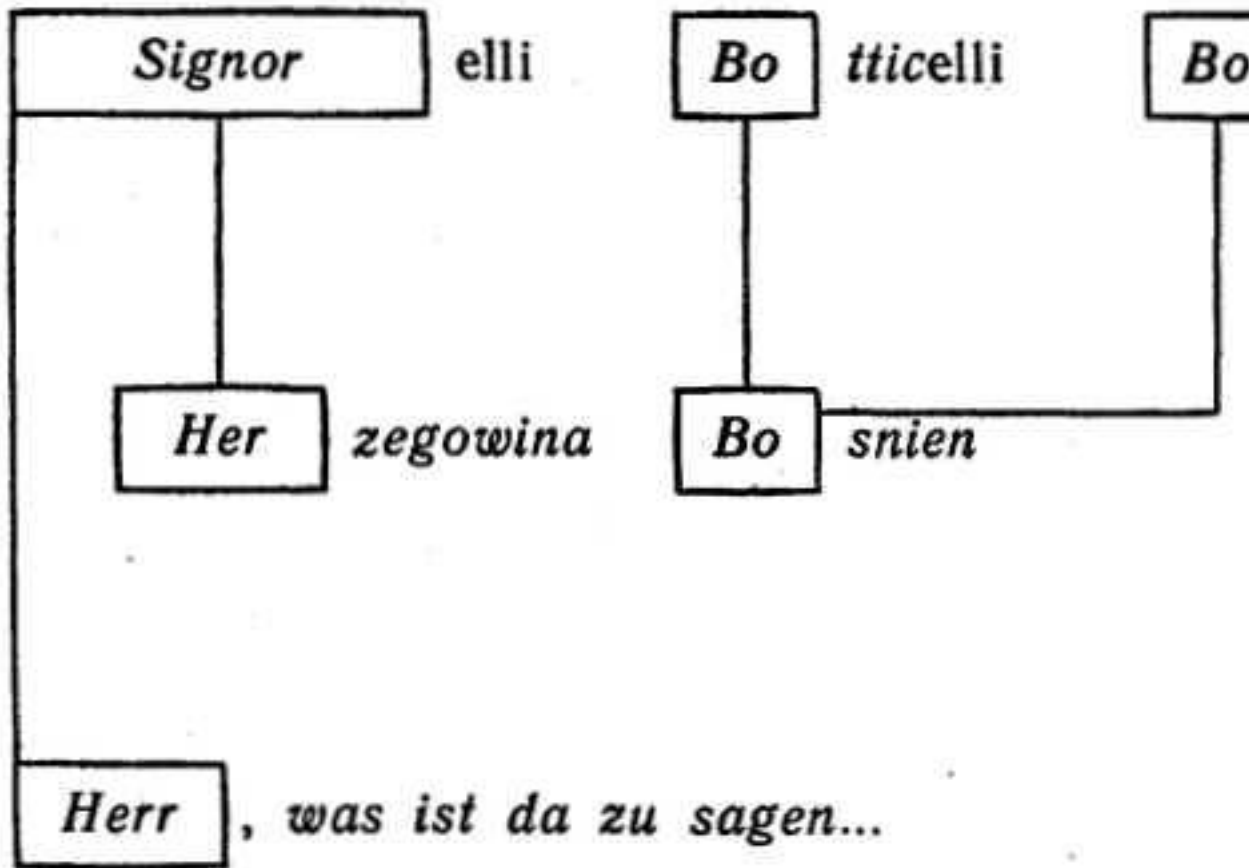 Signor elli Bo tticelli Bo
Her zegowina Bo snien
Herr, was ist da zu sagen...